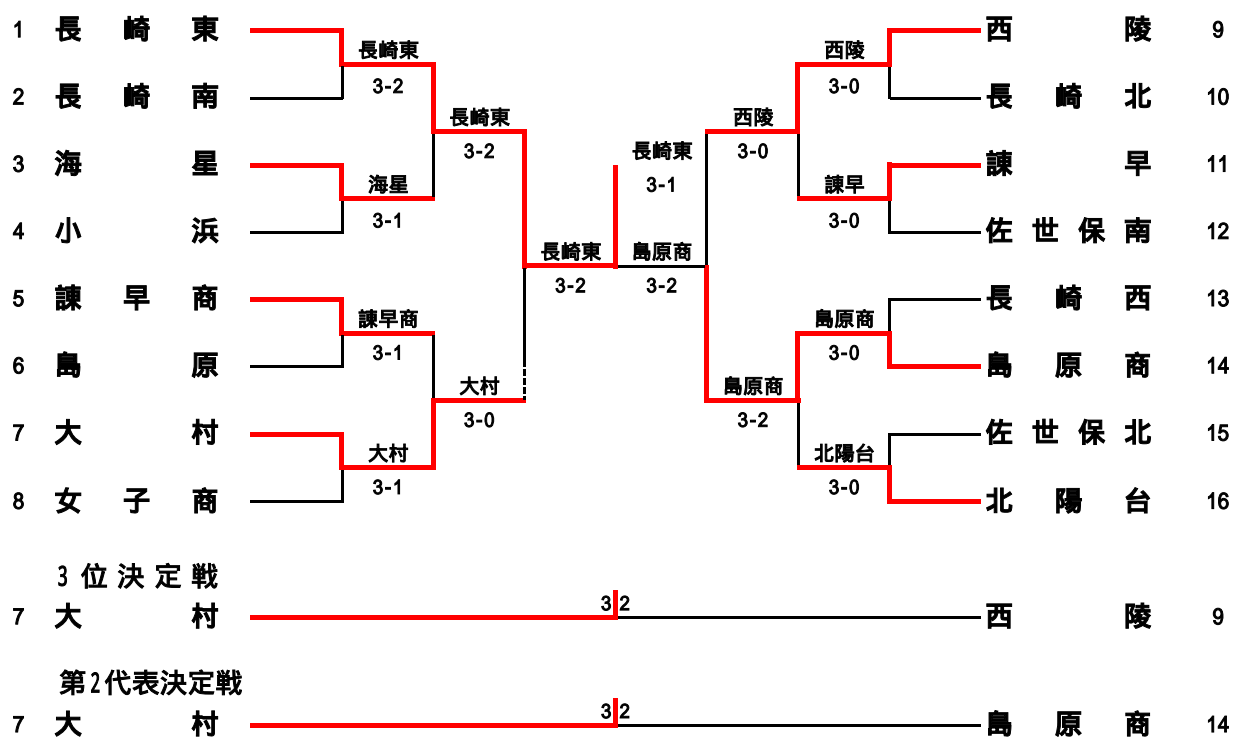 1 長崎東 西陵 9
長崎東 西陵
3-2 3-0
2 長崎南 長崎北 10
長崎東 西陵
3-2 長崎東 3-0
3 海星 諫早 11
海星 3-1 諫早
3-1 3-0
4 小浜 佐世保南 12
長崎東 島原商
3-2 3-2
5 諫早商 長崎西 13
諫早商 島原商
3-1 3-0
6 島原 島原商 14
大村 島原商
3-0 3-2
7 大村 佐世保北 15
大村 北陽台
3-1 3-0
8 女子商 北陽台 16
3位決定戦
3 2
7 大村 西陵 9
第2代表決定戦
3 2
7 大村 島原商 14